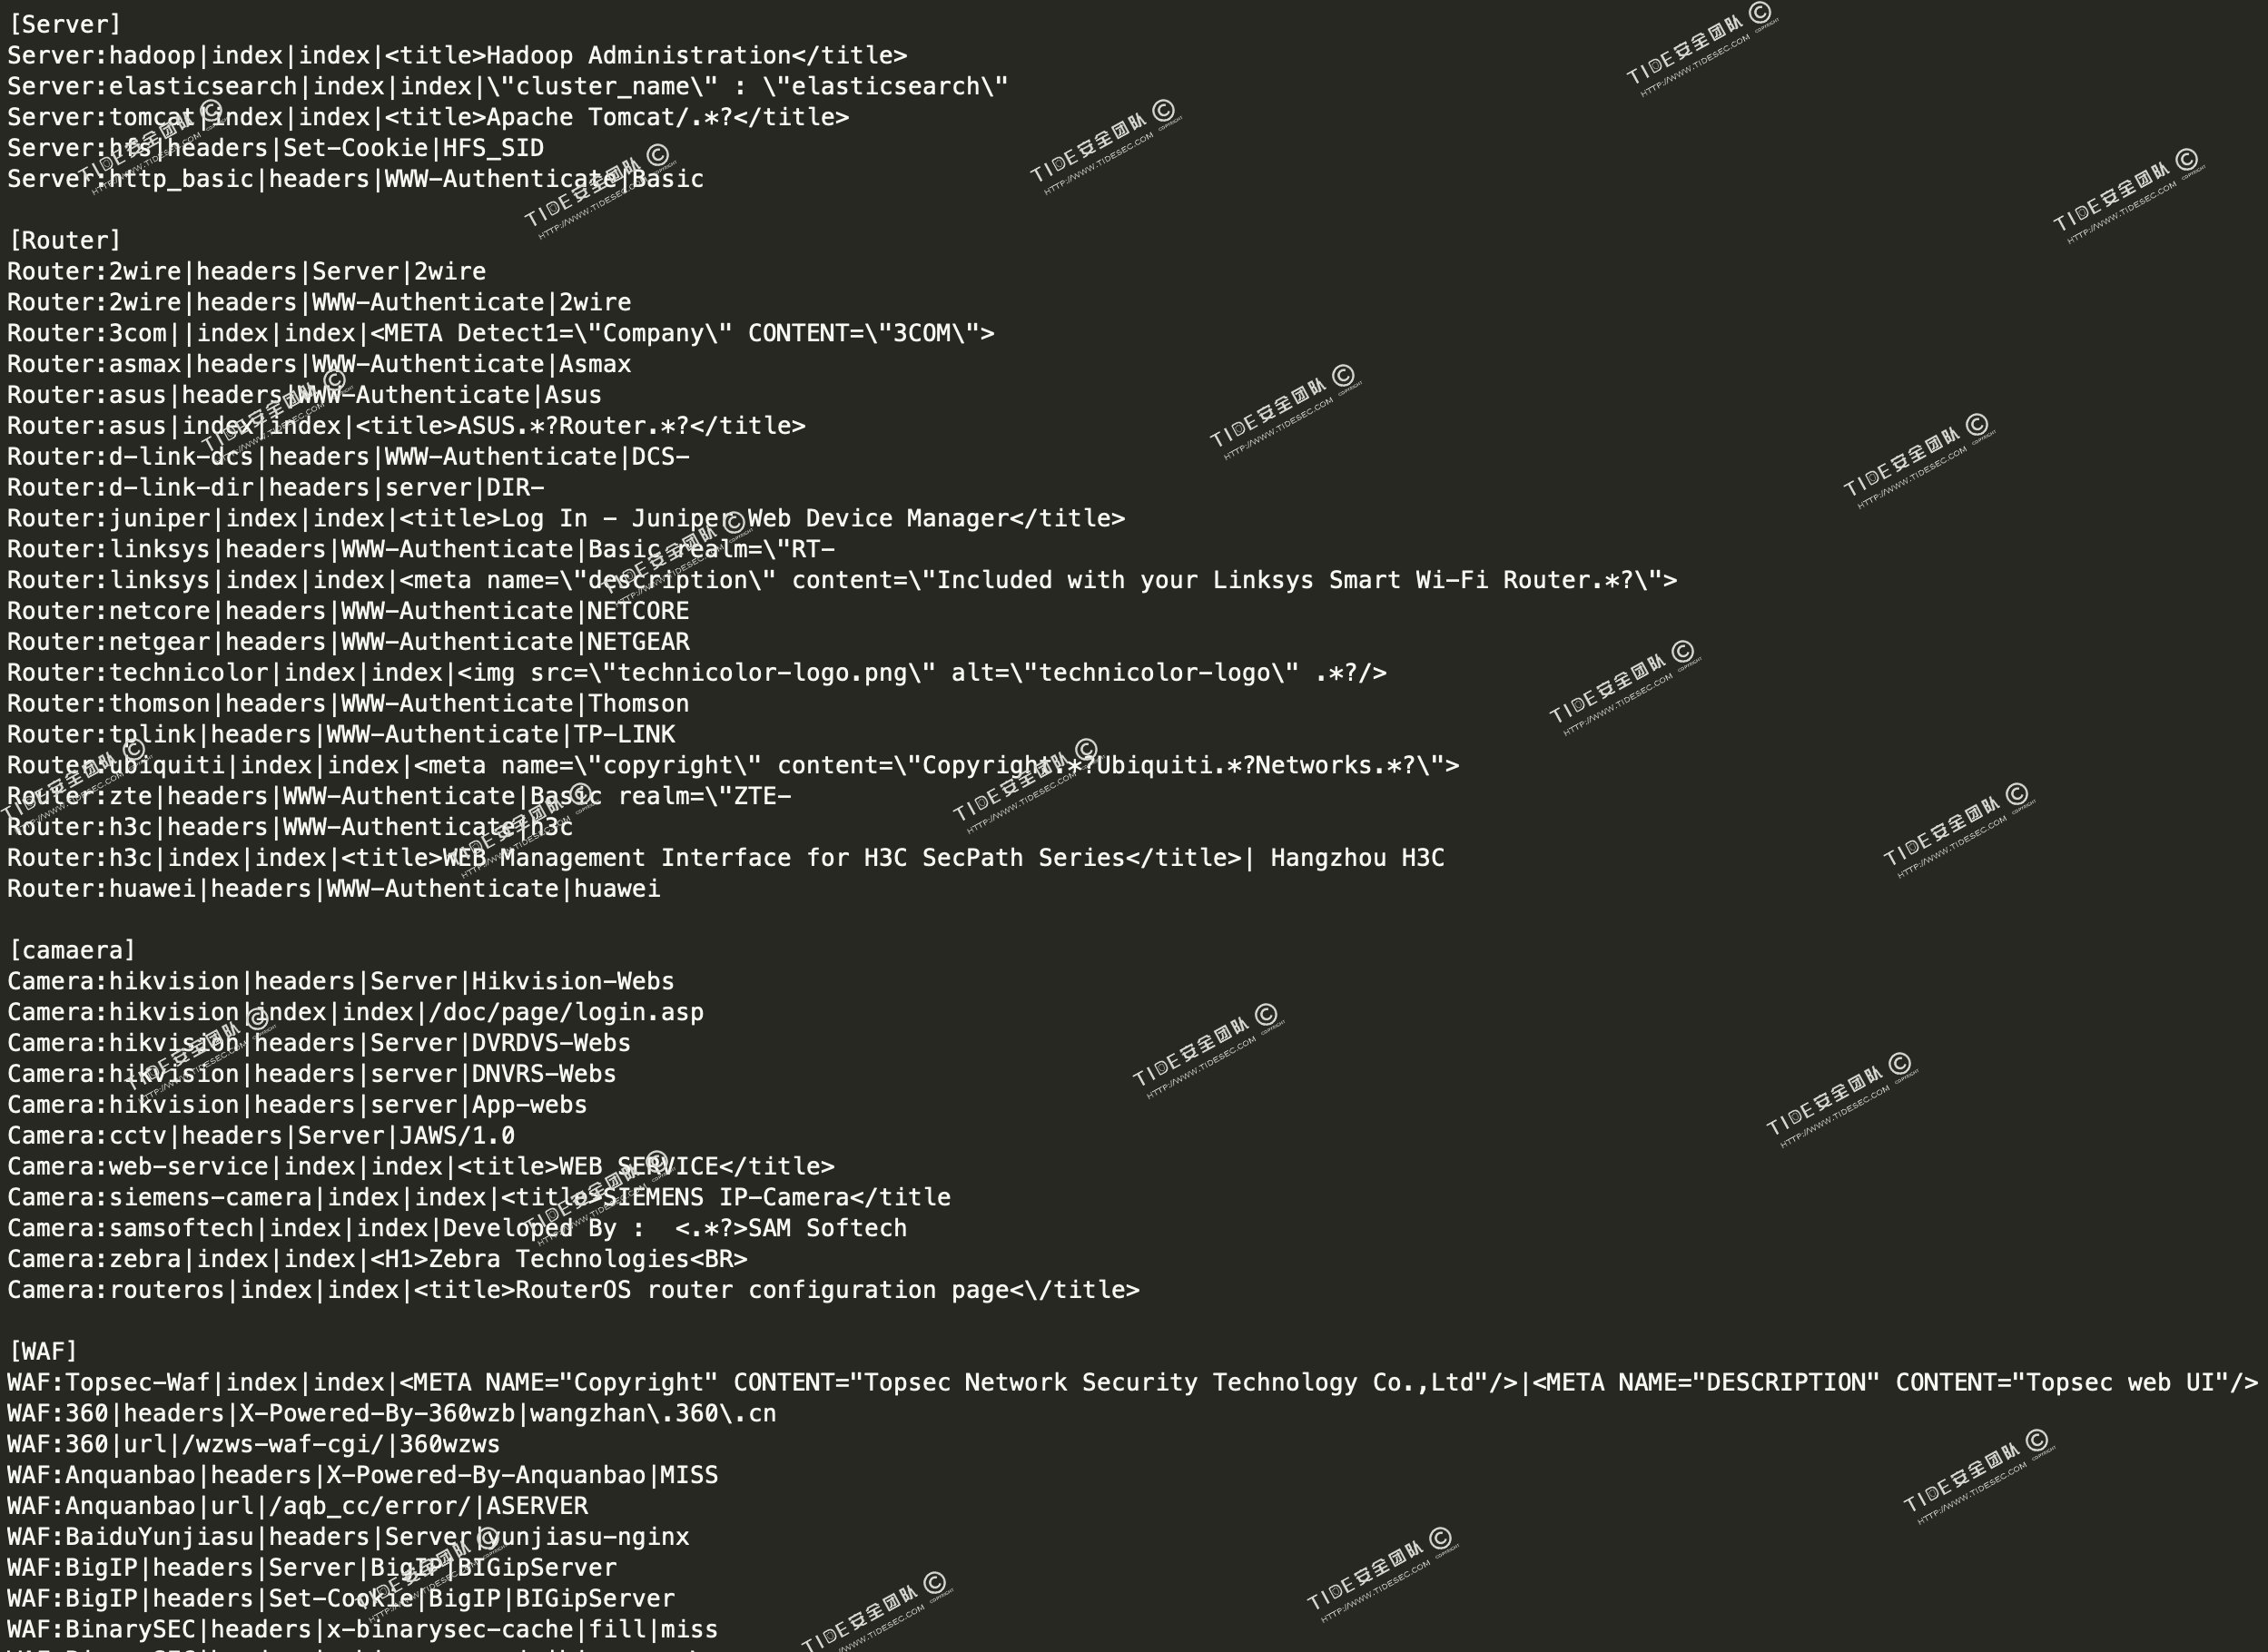 [Server]
Server:hadoop|index|index|<title>Hadoop Administration</title>
Server:elasticsearch|index|index|\"cluster_name\" : \"elasticsearch\"
Server:tomcat|index|index|<title>Apache Tomcat/.*?</title>
Server:hfs|headers|Set-Cookie|HFS_SID
Server:http_basic|headers|WWW-Authenticate|Basic
[Router]
Router:2wire|headers|Server|2wire
Router:2wire|headers|WWW-Authenticate|2wire
Router:3com||index|index|<META Detect1=\"Company\" CONTENT=\"3COM\">
Router:asmax|headers|WWW-Authenticate|Asmax
Router:asus|headers|WWW-Authenticate|Asus
Router:asus|index|index|<title>ASUS.*?Router.*?</title>
Router:d-link-dcs|headers|WWW-Authenticate|DCS-
Router:d-link-dir|headers|server|DIR-
Router:juniper|index|index|<title>Log In - Juniper Web Device Manager</title>
Router:linksys|headers|WWW-Authenticate|Basic realm=\"RT-
Router:linksys|index|index|<meta name=\"description\" content=\"Included with your Linksys Smart Wi-Fi Router.*?\">
Router:netcore|headers|WWW-Authenticate|NETCORE
Router:netgear|headers|WWW-Authenticate|NETGEAR
Router:technicolor|index|index|<img src=\"technicolor-logo.png\" alt=\"technicolor-logo\" .*?/>
Router:thomson|headers|WWW-Authenticate|Thomson
Router:tplink|headers|WWW-Authenticate|TP-LINK
Router:ubiquiti|index|index|<meta name=\"copyright\" content=\"Copyright.*?Ubiquiti.*?Networks.*?\">
Router:zte|headers|WWW-Authenticate|Basic realm=\"ZTE-
Router:h3c|headers|WWW-Authenticate|h3c
Router:h3c|index|index|<title>WEB Management Interface for H3C SecPath Series</title>| Hangzhou H3C
Router:huawei|headers|WWW-Authenticate|huawei
[camaera]
Camera:hikvision|headers|Server|Hikvision-Webs
Camera:hikvision|index|index|/doc/page/login.asp
Camera:hikvision|headers|Server|DVRDVS-Webs
Camera:hikvision|headers|server|DNVRS-Webs
Camera:hikvision|headers|server|App-webs
Camera:cctv|headers|Server|JAWS/1.0
Camera:web-service|index|index|<title>WEB SERVICE</title>
Camera:siemens-camera|index|index|<title>SIEMENS IP-Camera</title
Camera:samsoftech|index|index|Developed By :  <.*?>SAM Softech
Camera:zebra|index|index|<H1>Zebra Technologies<BR>
Camera:routeros|index|index|<title>RouterOS router configuration page<\/title>
[WAF]
WAF:Topsec-Waf|index|index|<META NAME="Copyright" CONTENT="Topsec Network Security Technology Co.,Ltd"/>|<META NAME="DESCRIPTION" CONTENT="Topsec web UI"/>
WAF:360|headers|X-Powered-By-360wzb|wangzhan\.360\.cn
WAF:360|url|/wzws-waf-cgi/|360wzws
WAF:Anquanbao|headers|X-Powered-By-Anquanbao|MISS
WAF:Anquanbao|url|/aqb_cc/error/|ASERVER
WAF:BaiduYunjiasu|headers|Server|yunjiasu-nginx
WAF:BigIP|headers|Server|BigIP|BIGipServer
WAF:BigIP|headers|Set-Cookie|BigIP|BIGipServer
WAF:BinarySEC|headers|x-binarysec-cache|fill|miss
TIDE安全团队 ©
HTTP://WWW.TIDESEC.COM COPYRIGHT